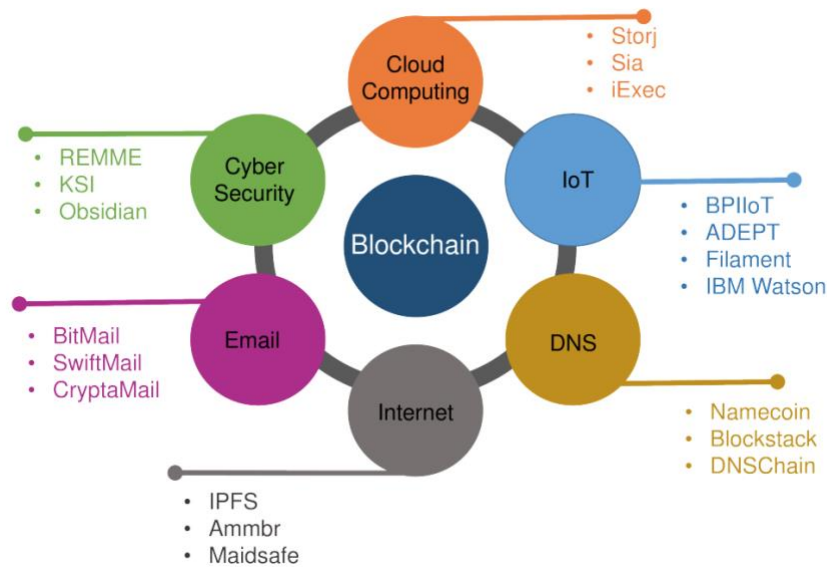 Cloud
Computing
• Storj
• Sia
• iExec
IoT
• BPIIoT
• ADEPT
• Filament
• IBM Watson
DNS
• Namecoin
• Blockstack
• DNSChain
Internet
• IPFS
• Ammbr
• Maidsafe
Email
• BitMail
• SwiftMail
• CryptaMail
Cyber
Security
• REMME
• KSI
• Obsidian
Blockchain